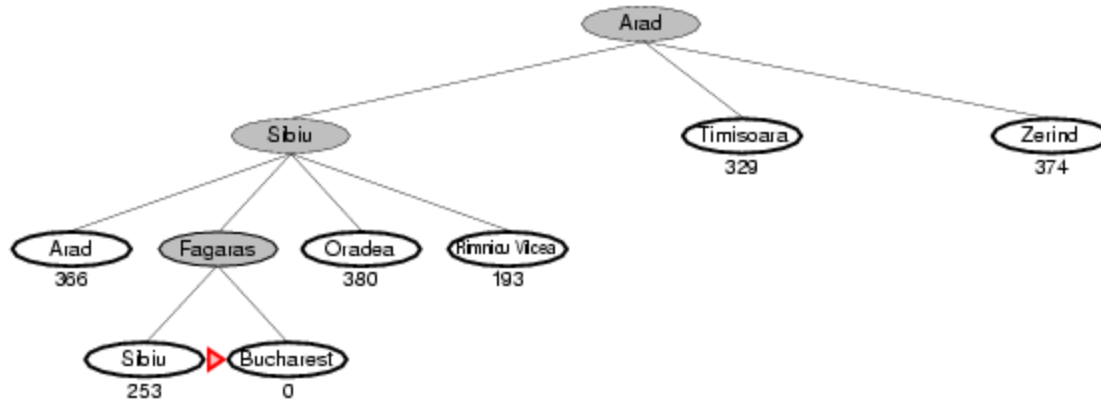 Arad
Sibiu
Timisoara
Zerind
329
374
Arad
Fagaras
Oradea
Rimnicu Vilcea
366
380
193
Sibiu
Bucharest
253
0